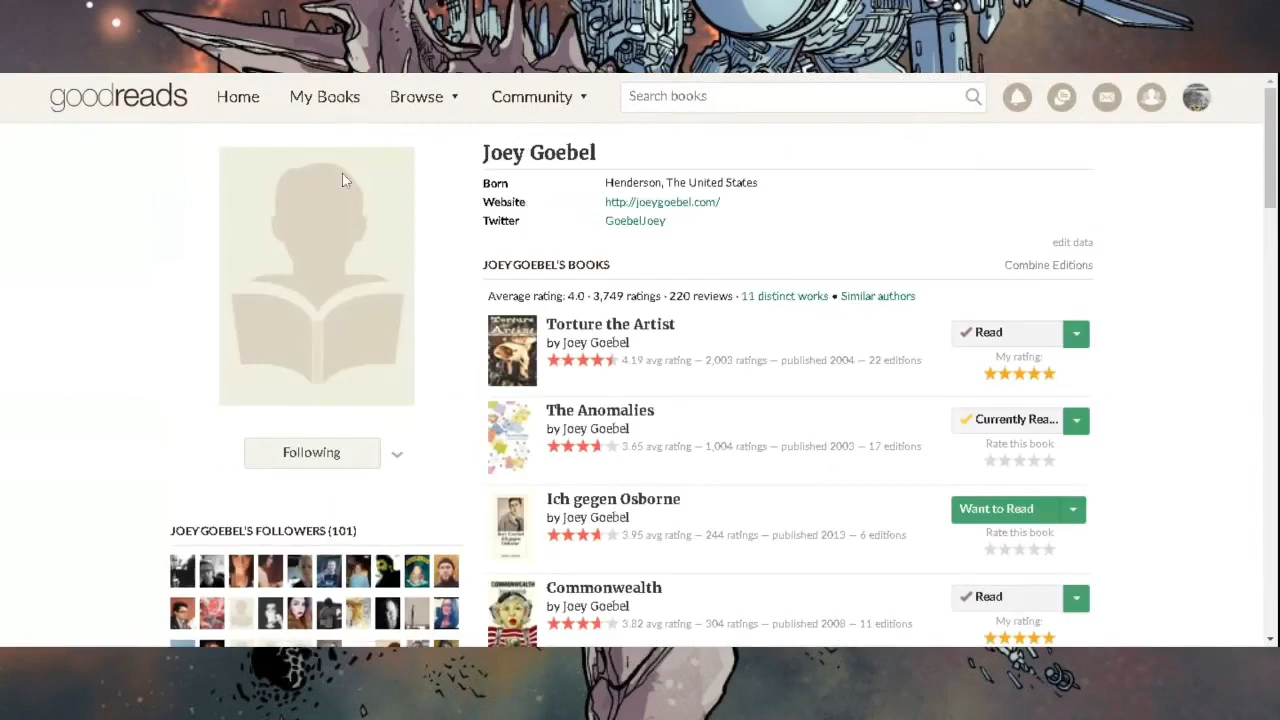 goodreads Home My Books Browse Community Search books
Joey Goebel
Born Henderson, The United States
Website http://joeygoebel.com/
Twitter GoebelJoey
edit data
JOEY GOEBEL'S BOOKS Combine Editions
Average rating: 4.0 · 3,749 ratings · 220 reviews · 11 distinct works • Similar authors
Torture the Artist
by Joey Goebel
4.19 avg rating — 2,003 ratings — published 2004 — 22 editions
Read
My rating:
The Anomalies
by Joey Goebel
3.65 avg rating — 1,004 ratings — published 2003 — 17 editions
Currently Rea...
Rate this book
Following
Ich gegen Osborne
by Joey Goebel
3.95 avg rating — 244 ratings — published 2013 — 6 editions
Want to Read
Rate this book
JOEY GOEBEL'S FOLLOWERS (101)
Commonwealth
by Joey Goebel
3.82 avg rating — 304 ratings — published 2008 — 11 editions
Read
My rating: